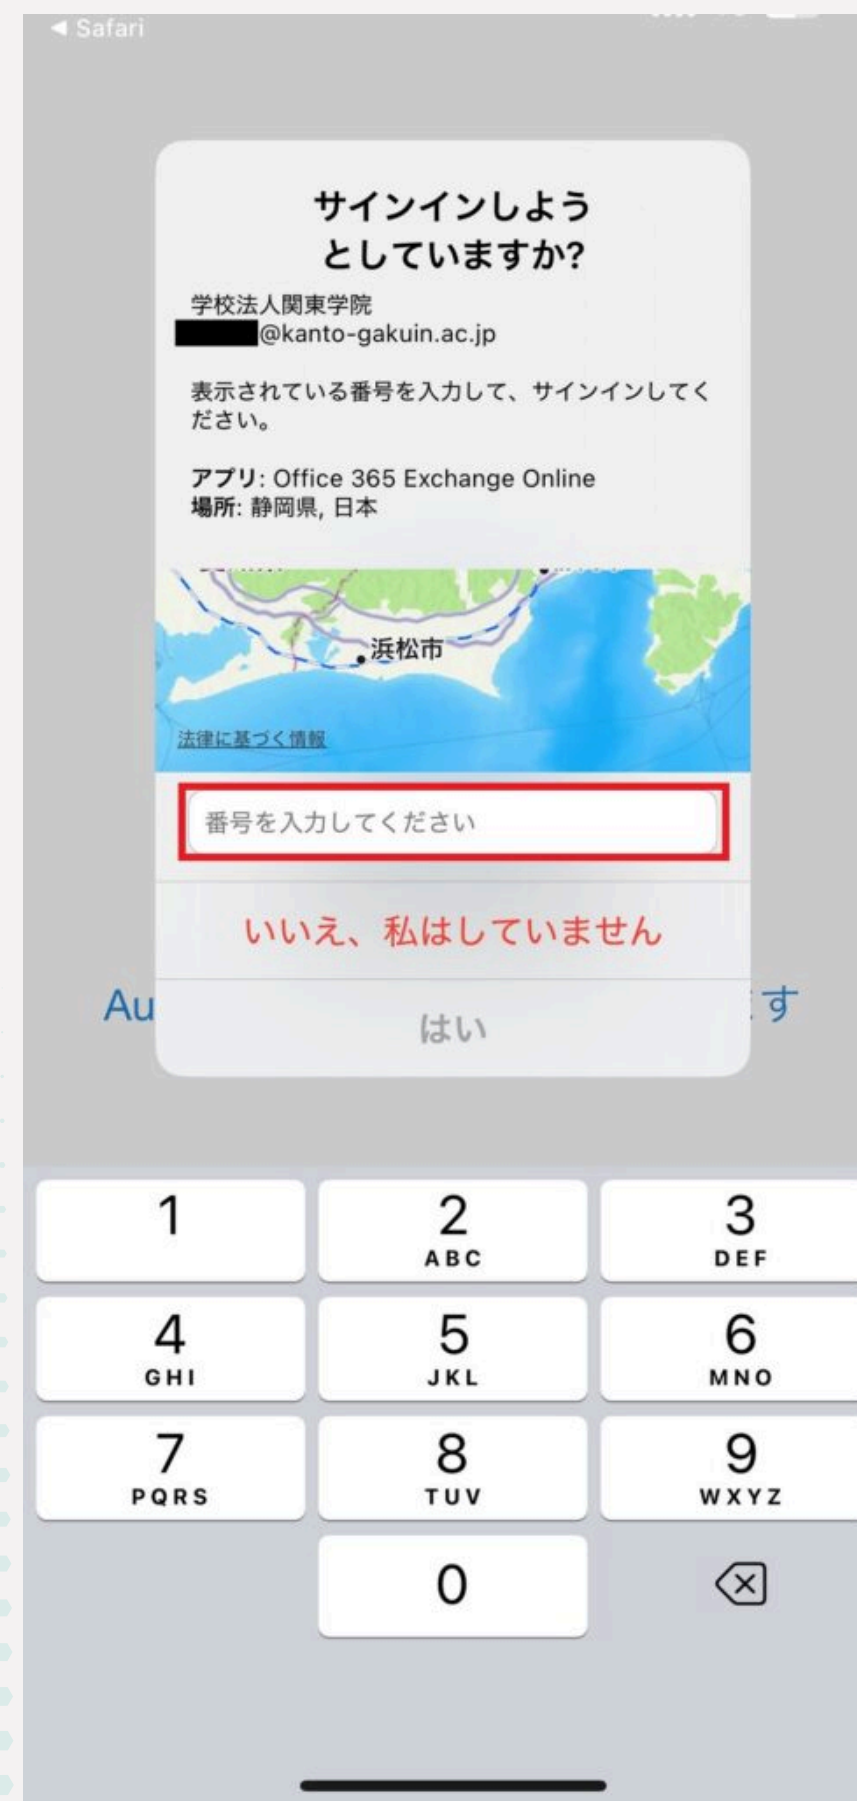 ◀ Safari
サインインしよう
としていますか?
学校法人関東学院
@kanto-gakuin.ac.jp
表示されている番号を入力して、サインインしてく
ださい。
アプリ: Office 365 Exchange Online
場所: 静岡県, 日本
浜松市
法律に基づく情報
番号を入力してください
いいえ、私はしていません
Au
す
はい
1
2
ABC
3
DEF
4
GHI
5
JKL
6
MNO
7
PQRS
8
TUV
9
WXYZ
0